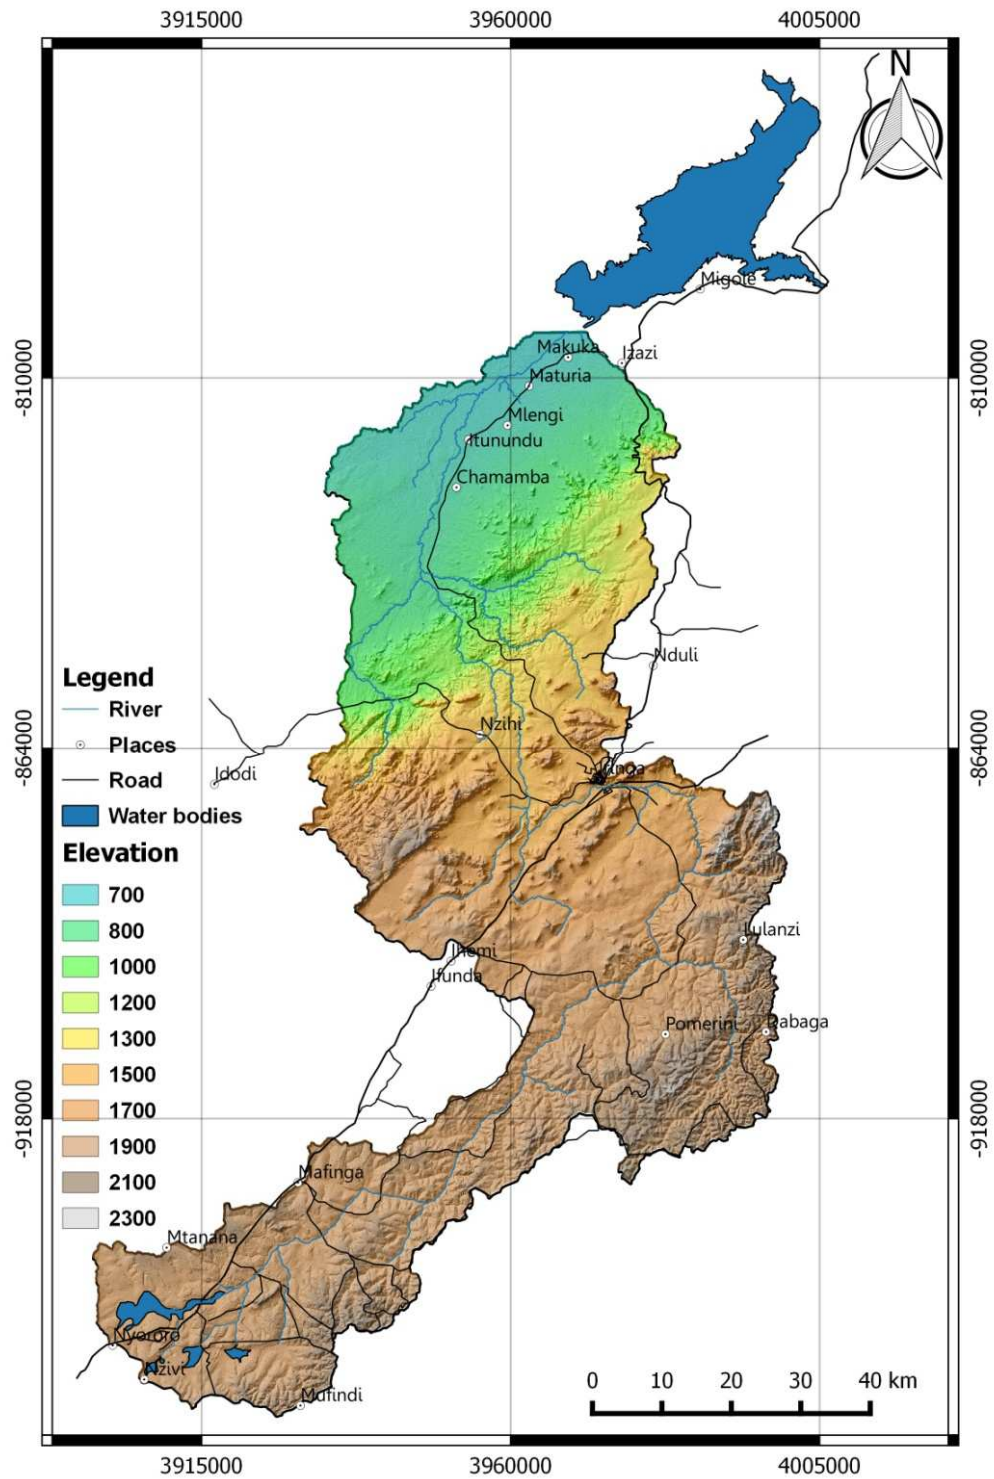 3915000 3960000 4005000
N
Migole
Makuka
Izazi
-810000 -810000
Maturia
Mlengi
Itunundu
Chamamba
Nduli
Legend
River
Nzihi
Places
-864000 -864000
Idodi
Iringa
Road
Water bodies
Elevation
700
800
Lulanzi
Ihemi
1000
Ifunda
1200
Pomerini Dabaga
1300
1500
1700
-918000 -918000
1900
Mafinga
2100
2300
Mtanana
Nyororo
Nzivi
Mufindi
0 10 20 30 40 km
3915000 3960000 4005000